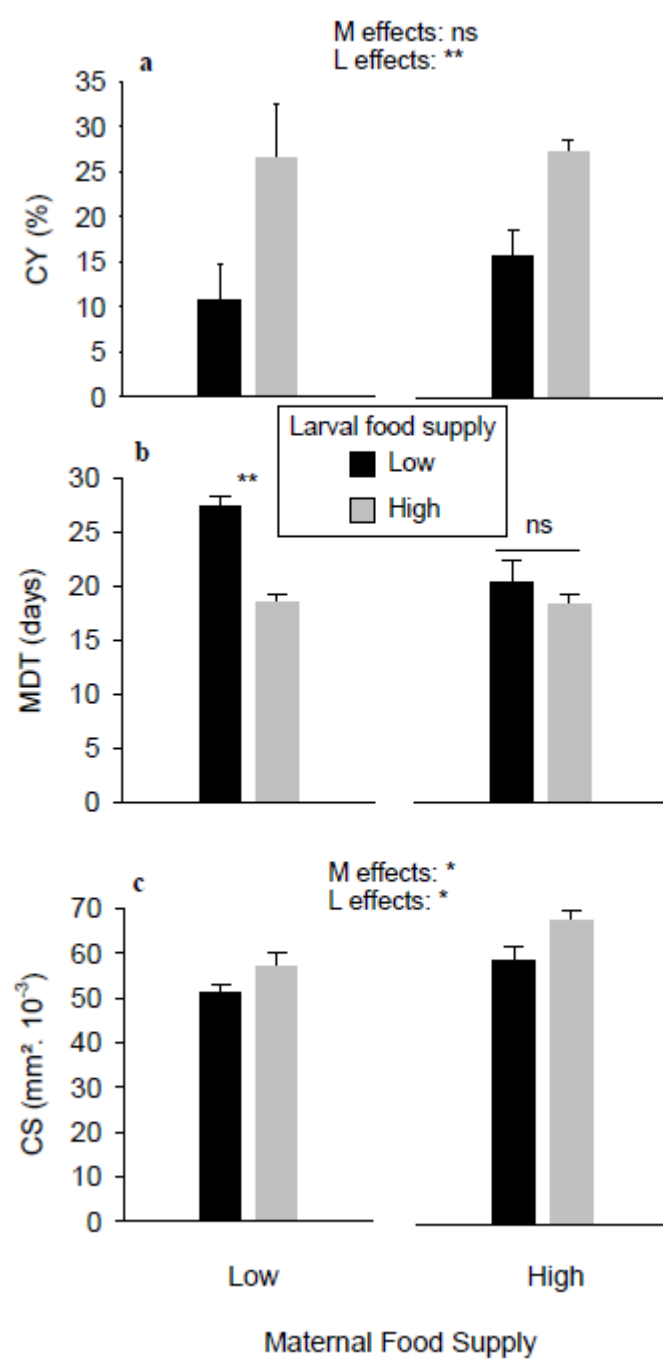 M effects: ns
L effects: **
a
35
30
25
20
15
10
5
0
CY (%)
Larval food supply
Low
High
b
30
25
20
15
10
5
0
MDT (days)
**
ns
M effects: *
L effects: *
c
70
60
50
40
30
20
10
0
CS (mm². 10⁻³)
Low High
Maternal Food Supply